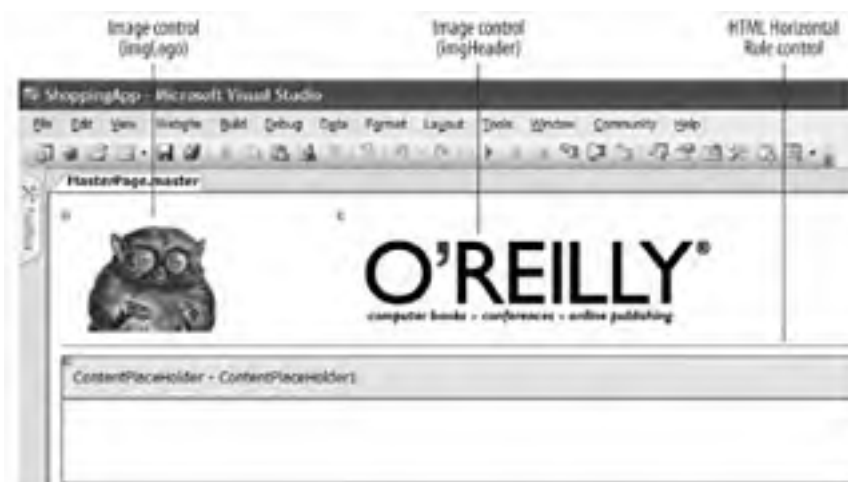 Image control
(imgLogo)
Image control
(imgHeader)
HTML Horizontal
Rule control
ShoppingApp - Microsoft Visual Studio
File Edit View Website Build Debug Data Format Layout Tools Window Community Help
MasterPage.master
Toolbox
O'REILLY®
computer books - conferences - online publishing
ContentPlaceHolder - ContentPlaceHolder1